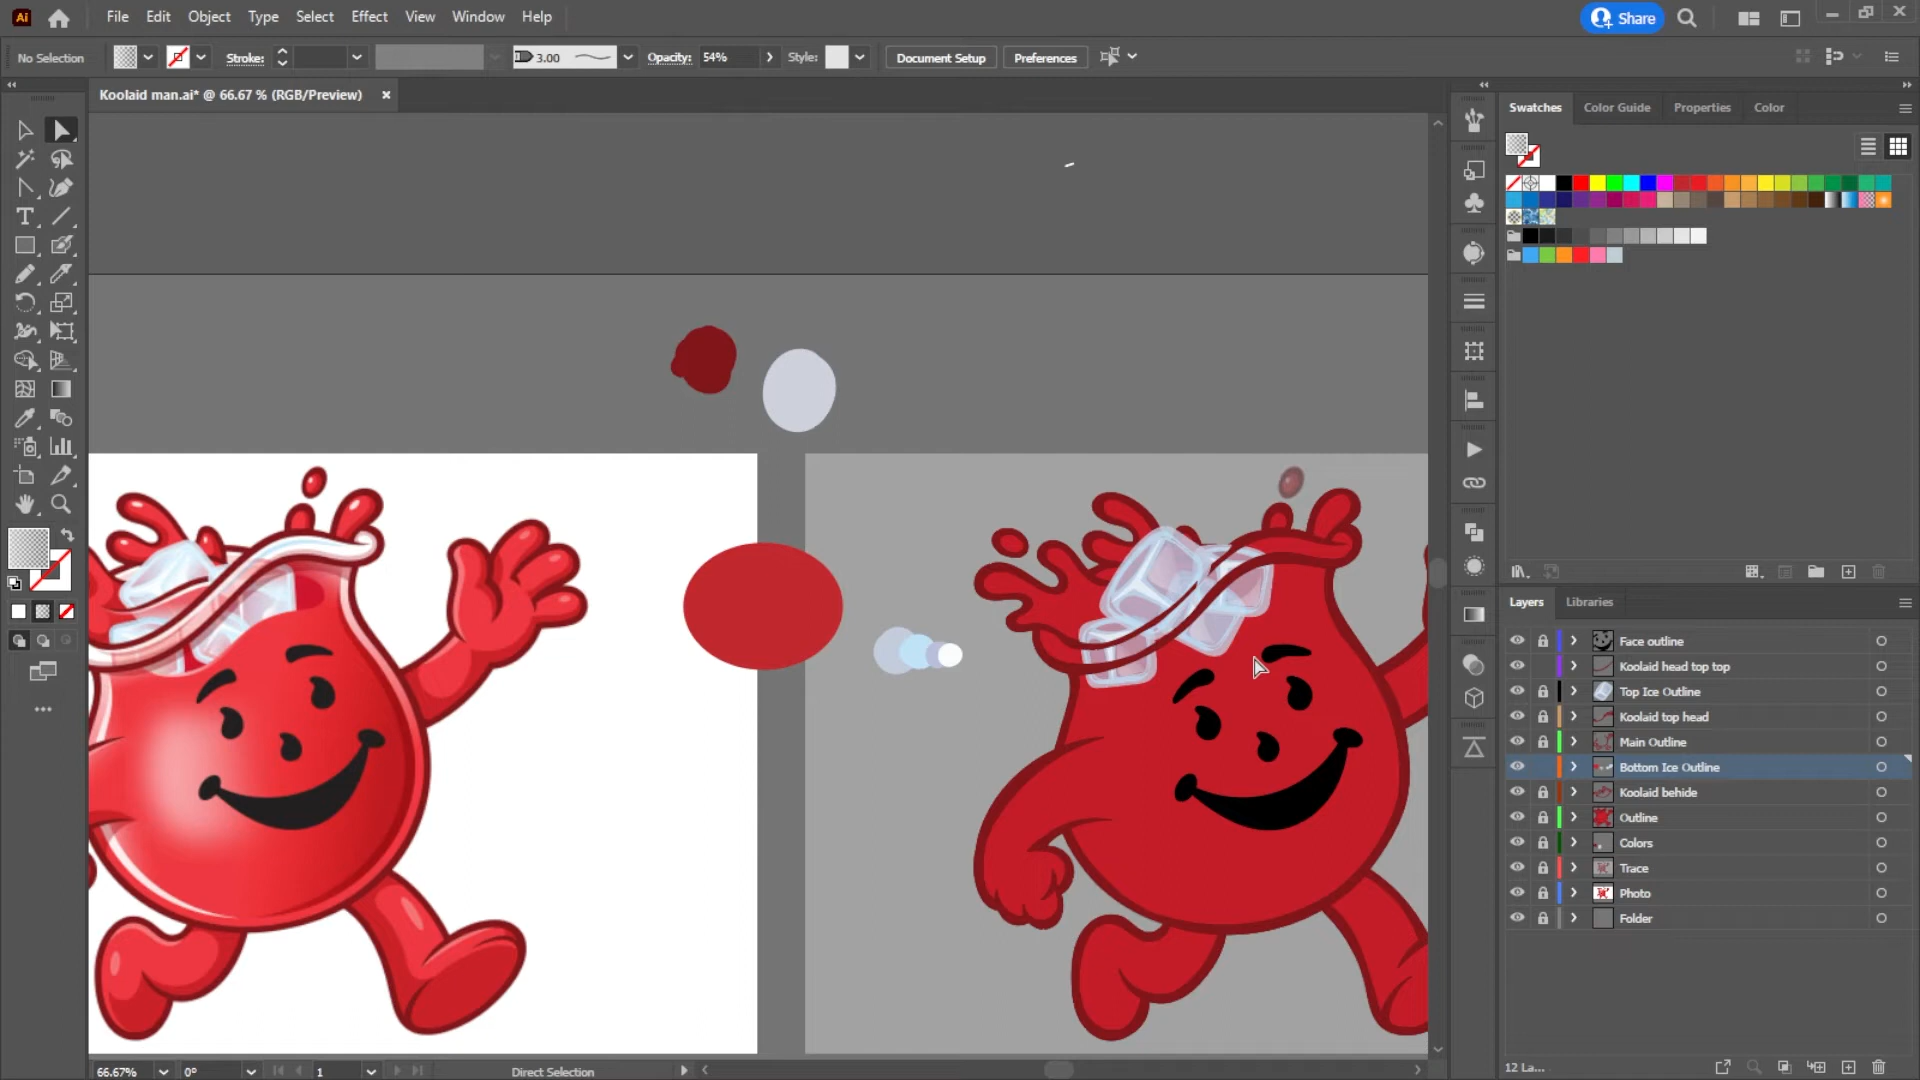 Ai File Edit Object Type Select Effect View Window Help Share
No Selection Stroke: 3.00 Opacity: 54% Style: Document Setup Preferences
Koolaid man.ai* @ 66.67 % (RGB/Preview)
Swatches Color Guide Properties Color
Layers Libraries
Face outline
Koolaid head top top
Top Ice Outline
Koolaid top head
Main Outline
Bottom Ice Outline
Koolaid behide
Outline
Colors
Trace
Photo
Folder
66.67% 0° 1 Direct Selection 12 La...